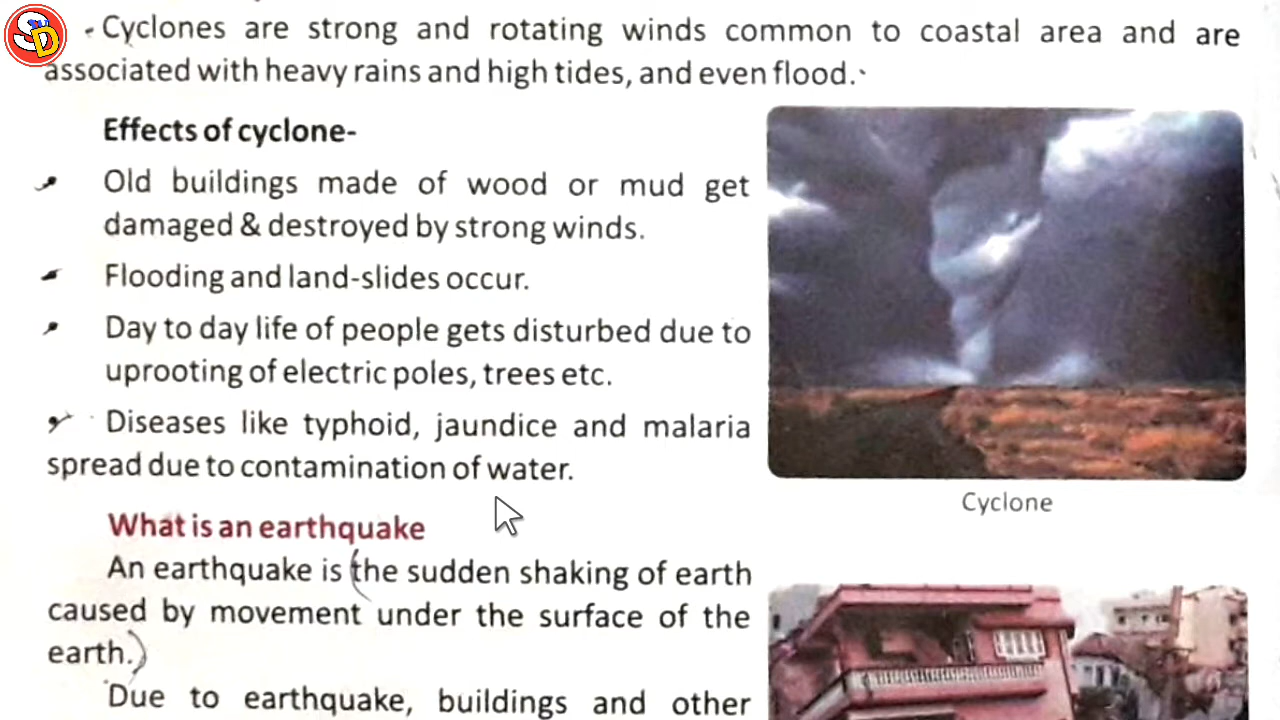 SD
Cyclones are strong and rotating winds common to coastal area and are
associated with heavy rains and high tides, and even flood.
Effects of cyclone-
Old buildings made of wood or mud get
damaged & destroyed by strong winds.
Flooding and land-slides occur.
Day to day life of people gets disturbed due to
uprooting of electric poles, trees etc.
Diseases like typhoid, jaundice and malaria
spread due to contamination of water.
Cyclone
What is an earthquake
An earthquake is (the sudden shaking of earth
caused by movement under the surface of the
earth.)
Due to earthquake, buildings and other